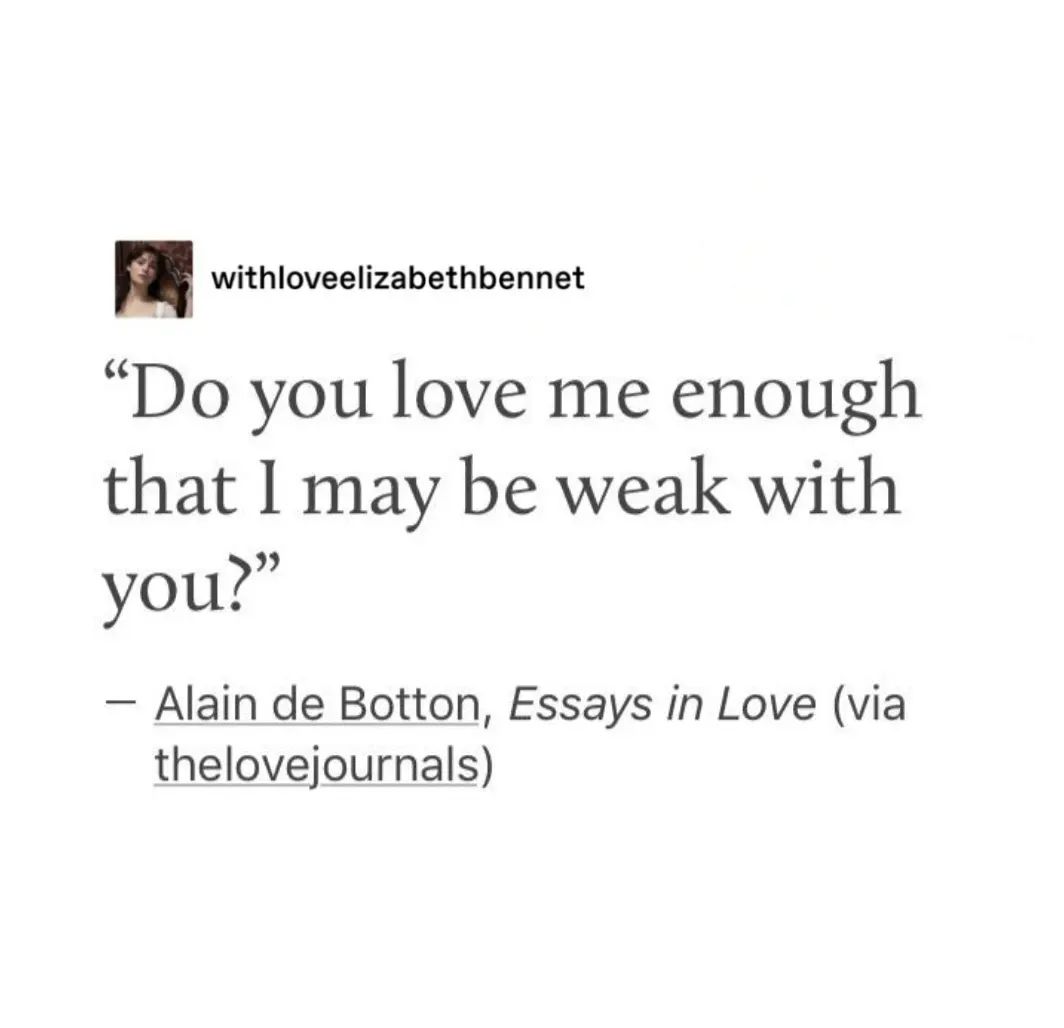 withloveelizabethbennet
“Do you love me enough
that I may be weak with
you?”
— Alain de Botton, Essays in Love (via
thelovejournals)